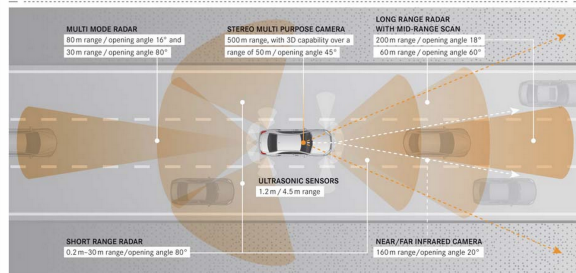 MULTI MODE RADAR
80 m range / opening angle 16° and
30 m range / opening angle 80°
STEREO MULTI PURPOSE CAMERA
500 m range, with 3D capability over a
range of 50 m / opening angle 45°
LONG RANGE RADAR
WITH MID-RANGE SCAN
200 m range / opening angle 18°
60 m range / opening angle 60°
ULTRASONIC SENSORS
1.2 m / 4.5 m range
SHORT RANGE RADAR
0.2 m–30 m range/opening angle 80°
NEAR/FAR INFRARED CAMERA
160 m range/opening angle 20°